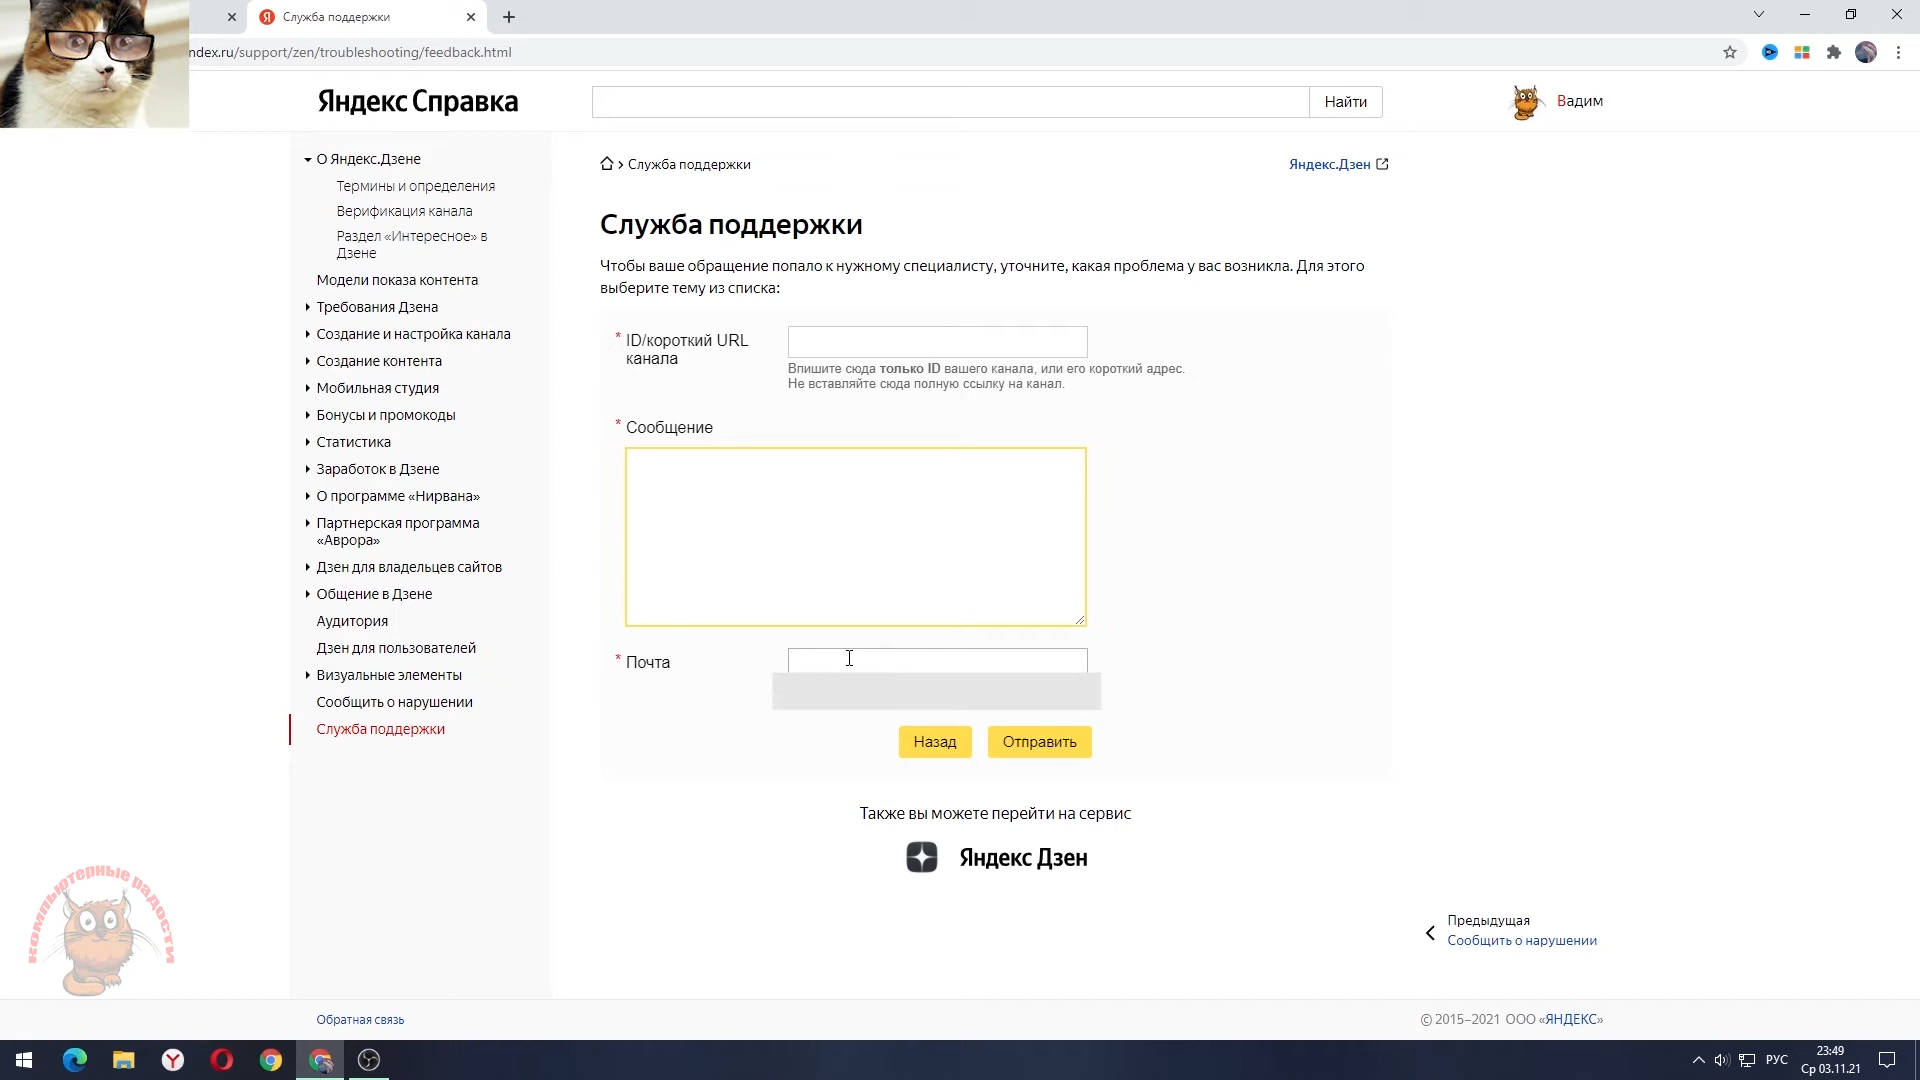 Служба поддержки
ndex.ru/support/zen/troubleshooting/feedback.html
Яндекс Справка
Найти
Вадим
О Яндекс.Дзене
Термины и определения
Верификация канала
Раздел «Интересное» в
Дзене
Модели показа контента
Требования Дзена
Создание и настройка канала
Создание контента
Мобильная студия
Бонусы и промокоды
Статистика
Заработок в Дзене
О программе «Нирвана»
Партнерская программа
«Аврора»
Дзен для владельцев сайтов
Общение в Дзене
Аудитория
Дзен для пользователей
Визуальные элементы
Сообщить о нарушении
Служба поддержки
Служба поддержки
Яндекс.Дзен
Служба поддержки
Чтобы ваше обращение попало к нужному специалисту, уточните, какая проблема у вас возникла. Для этого
выберите тему из списка:
* ID/короткий URL
канала
Впишите сюда только ID вашего канала, или его короткий адрес.
Не вставляйте сюда полную ссылку на канал.
* Сообщение
* Почта
Назад
Отправить
Также вы можете перейти на сервис
Яндекс Дзен
Предыдущая
Сообщить о нарушении
компьютерные радости
Обратная связь
© 2015–2021 ООО «ЯНДЕКС»
РУС
23:49
Ср 03.11.21